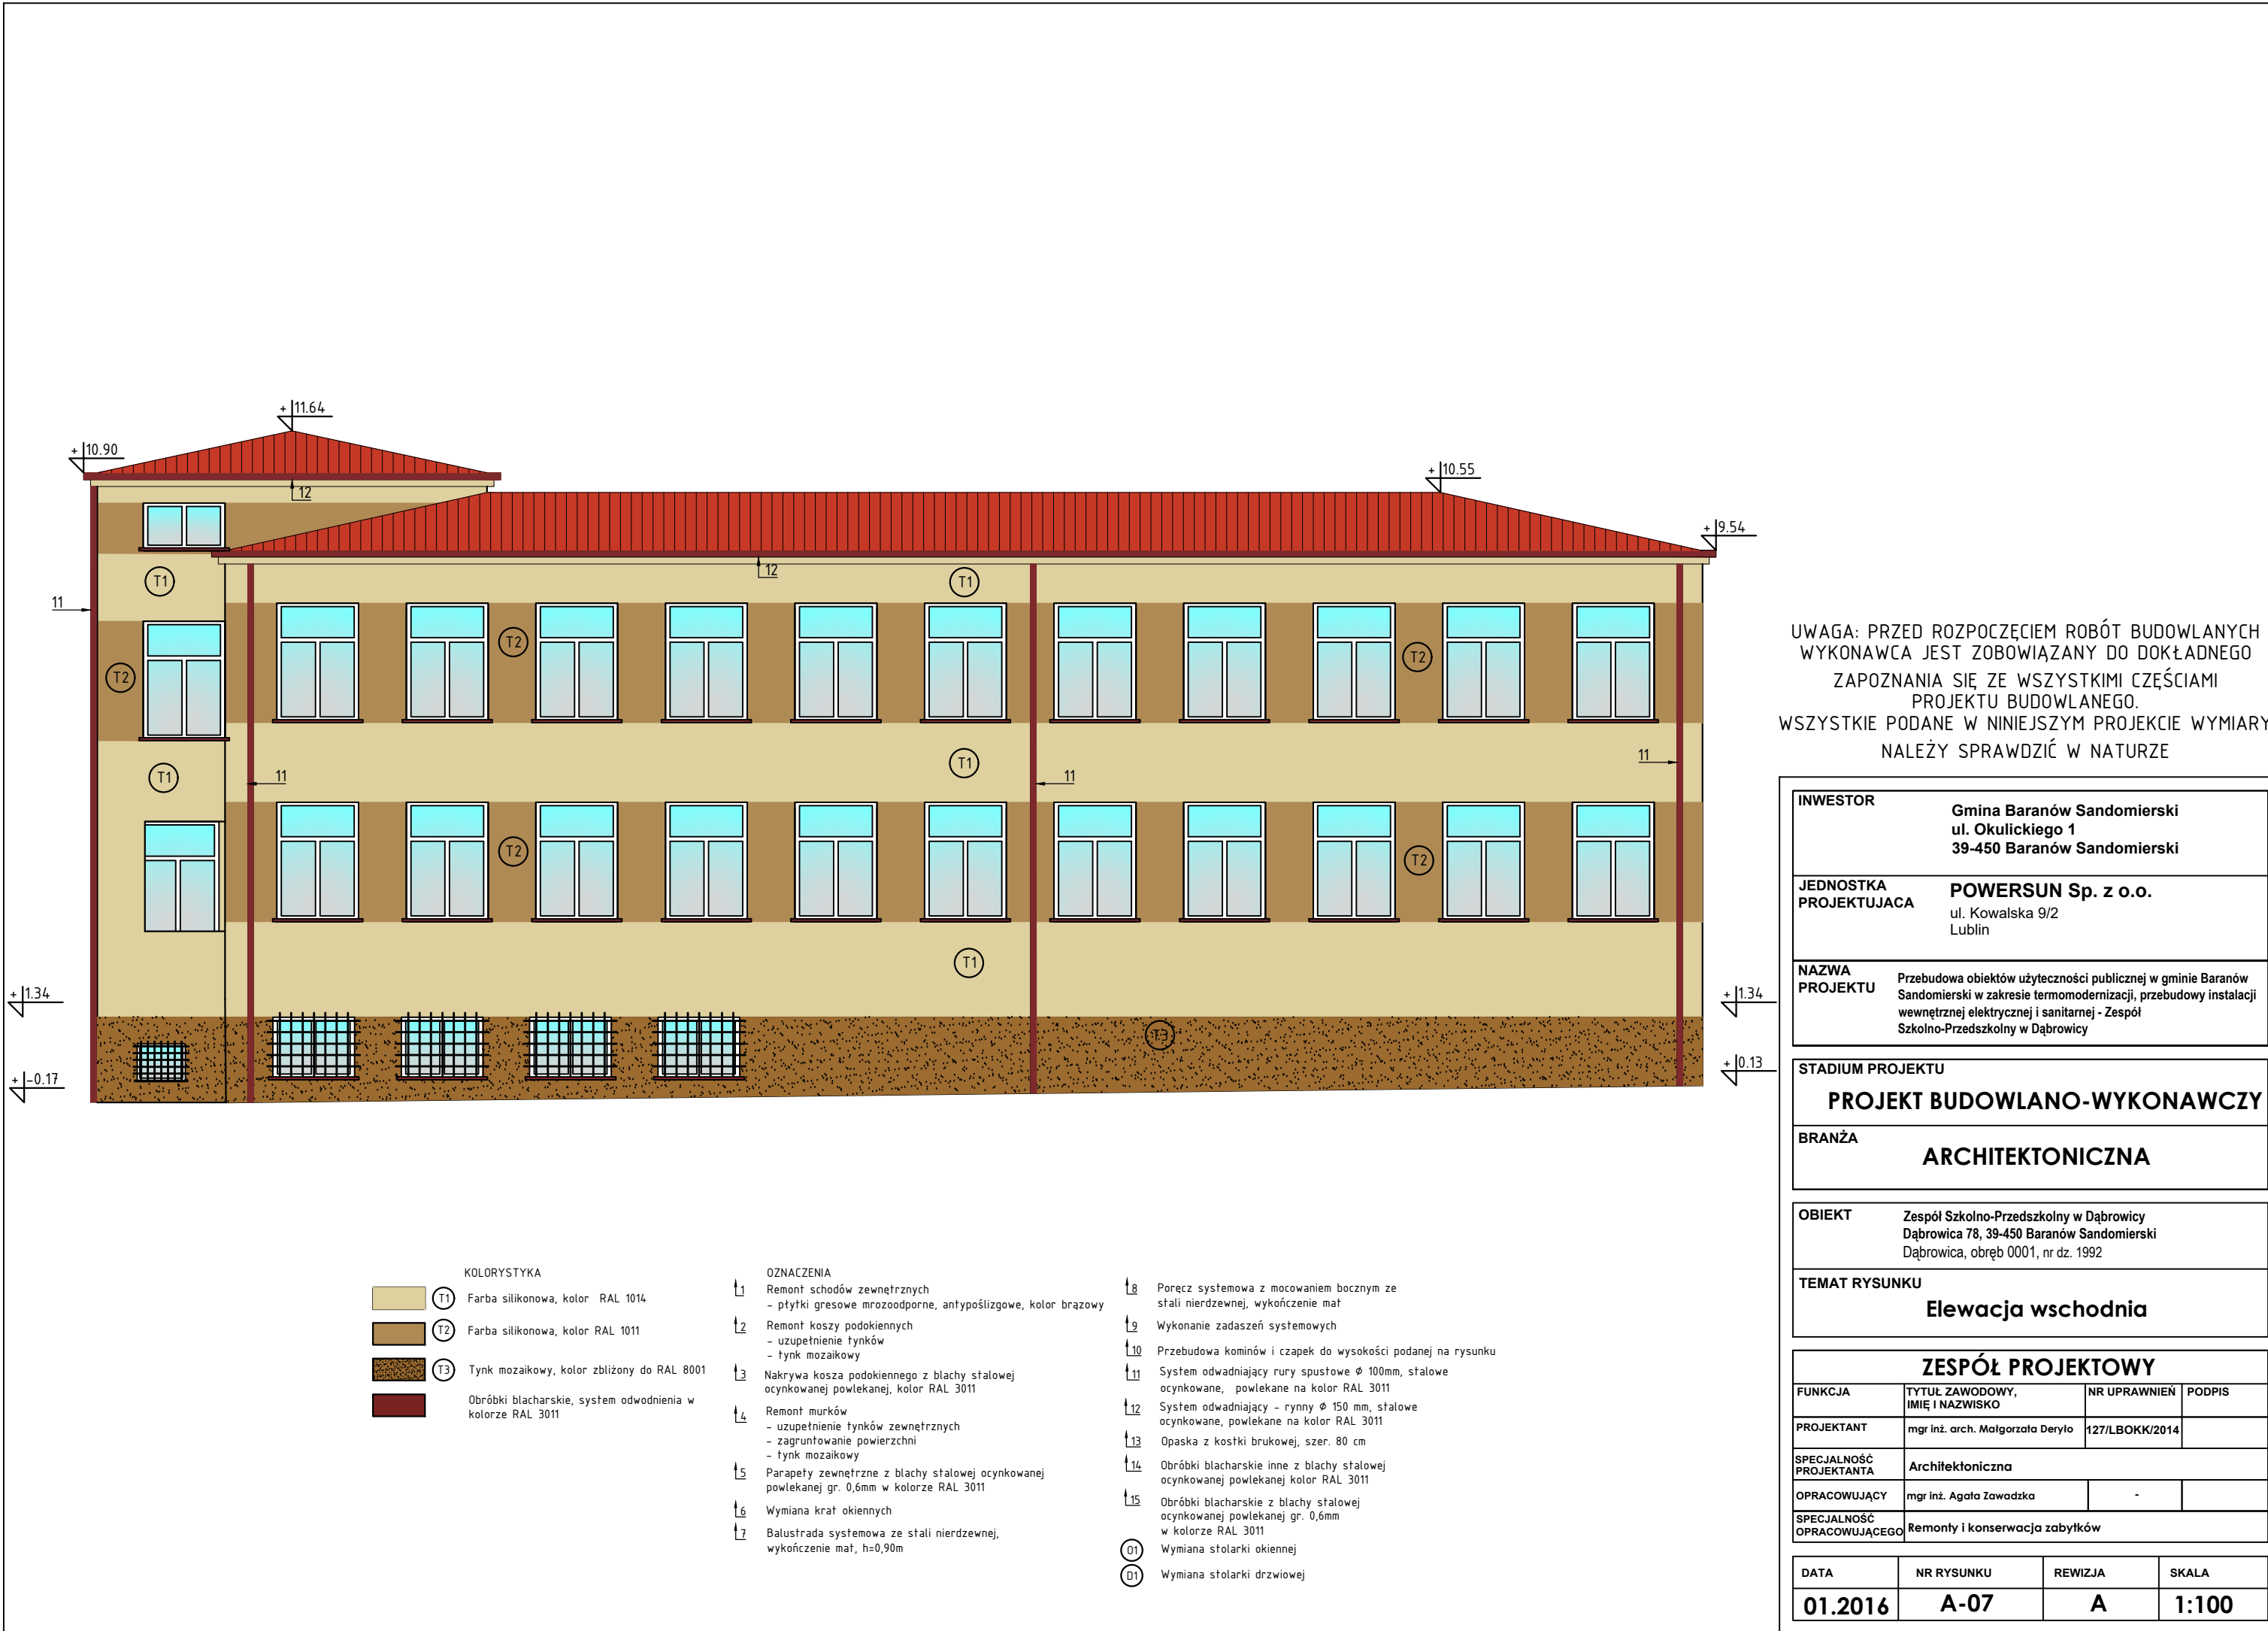 + 11.64
+ 10.90
12
+ 10.55
+ 9.54
12
T1
T1
11
T2
T2
T2
T1
T1
11
11
11
T2
T2
T1
+ 1.34
+ 1.34
T3
+ 0.13
+ -0.17
UWAGA: PRZED ROZPOCZĘCIEM ROBÓT BUDOWLANYCH
WYKONAWCA JEST ZOBOWIĄZANY DO DOKŁADNEGO
ZAPOZNANIA SIĘ ZE WSZYSTKIMI CZĘŚCIAMI
PROJEKTU BUDOWLANEGO.
WSZYSTKIE PODANE W NINIEJSZYM PROJEKCIE WYMIARY
NALEŻY SPRAWDZIĆ W NATURZE
INWESTOR
Gmina Baranów Sandomierski
ul. Okulickiego 1
39-450 Baranów Sandomierski
JEDNOSTKA
PROJEKTUJACA
POWERSUN Sp. z o.o.
ul. Kowalska 9/2
Lublin
NAZWA
PROJEKTU
Przebudowa obiektów użyteczności publicznej w gminie Baranów
Sandomierski w zakresie termomodernizacji, przebudowy instalacji
wewnętrznej elektrycznej i sanitarnej - Zespół
Szkolno-Przedszkolny w Dąbrowicy
STADIUM PROJEKTU
PROJEKT BUDOWLANO-WYKONAWCZY
BRANŻA
ARCHITEKTONICZNA
OBIEKT
Zespół Szkolno-Przedszkolny w Dąbrowicy
Dąbrowica 78, 39-450 Baranów Sandomierski
Dąbrowica, obręb 0001, nr dz. 1992
TEMAT RYSUNKU
Elewacja wschodnia
ZESPÓŁ PROJEKTOWY
FUNKCJA TYTUŁ ZAWODOWY, IMIĘ I NAZWISKO NR UPRAWNIEŃ PODPIS
PROJEKTANT mgr inż. arch. Małgorzata Deryło 127/LBOKK/2014
SPECJALNOŚĆ PROJEKTANTA Architektoniczna
OPRACOWUJĄCY mgr inż. Agata Zawadzka -
SPECJALNOŚĆ OPRACOWUJĄCEGO Remonty i konserwacja zabytków
DATA NR RYSUNKU REWIZJA SKALA
01.2016 A-07 A 1:100
KOLORYSTYKA
T1 Farba silikonowa, kolor RAL 1014
T2 Farba silikonowa, kolor RAL 1011
T3 Tynk mozaikowy, kolor zbliżony do RAL 8001
Obróbki blacharskie, system odwodnienia w
kolorze RAL 3011
OZNACZENIA
1 Remont schodów zewnętrznych
- płytki gresowe mrozoodporne, antypoślizgowe, kolor brązowy
2 Remont koszy podokiennych
- uzupełnienie tynków
- tynk mozaikowy
3 Nakrywa kosza podokiennego z blachy stalowej
ocynkowanej powlekanej, kolor RAL 3011
4 Remont murków
- uzupełnienie tynków zewnętrznych
- zagruntowanie powierzchni
- tynk mozaikowy
5 Parapety zewnętrzne z blachy stalowej ocynkowanej
powlekanej gr. 0,6mm w kolorze RAL 3011
6 Wymiana krat okiennych
7 Balustrada systemowa ze stali nierdzewnej,
wykończenie mat, h=0,90m
8 Poręcz systemowa z mocowaniem bocznym ze
stali nierdzewnej, wykończenie mat
9 Wykonanie zadaszeń systemowych
10 Przebudowa kominów i czapek do wysokości podanej na rysunku
11 System odwadniający rury spustowe Ø 100mm, stalowe
ocynkowane, powlekane na kolor RAL 3011
12 System odwadniający - rynny Ø 150 mm, stalowe
ocynkowane, powlekane na kolor RAL 3011
13 Opaska z kostki brukowej, szer. 80 cm
14 Obróbki blacharskie inne z blachy stalowej
ocynkowanej powlekanej kolor RAL 3011
15 Obróbki blacharskie z blachy stalowej
ocynkowanej powlekanej gr. 0,6mm
w kolorze RAL 3011
O1 Wymiana stolarki okiennej
D1 Wymiana stolarki drzwiowej